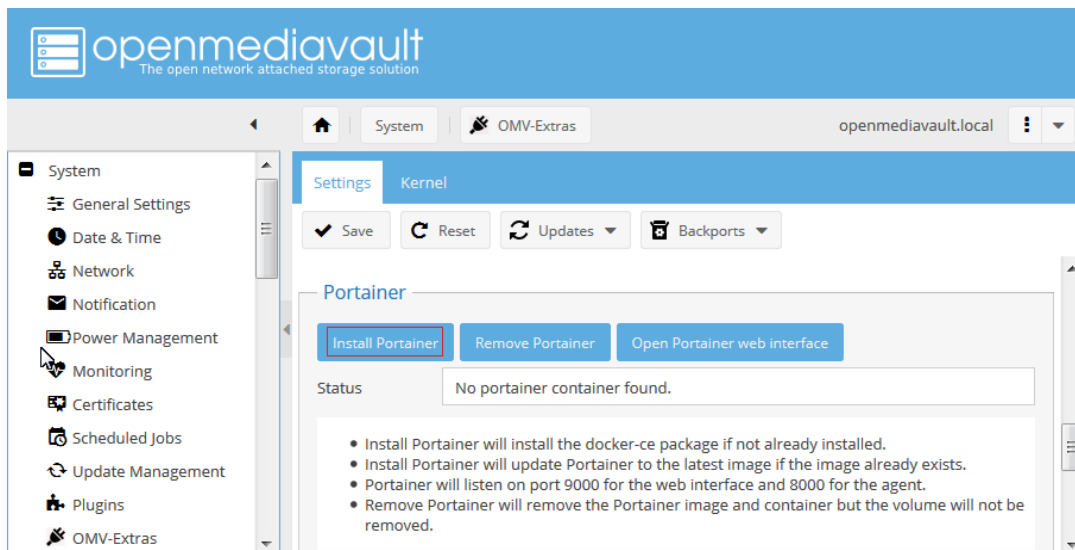 openmediavault
The open network attached storage solution
System
OMV-Extras
openmediavault.local
System
General Settings
Date & Time
Network
Notification
Power Management
Monitoring
Certificates
Scheduled Jobs
Update Management
Plugins
OMV-Extras
Settings
Kernel
Save
Reset
Updates
Backports
Portainer
Install Portainer
Remove Portainer
Open Portainer web interface
Status
No portainer container found.
• Install Portainer will install the docker-ce package if not already installed.
• Install Portainer will update Portainer to the latest image if the image already exists.
• Portainer will listen on port 9000 for the web interface and 8000 for the agent.
• Remove Portainer will remove the Portainer image and container but the volume will not be
removed.